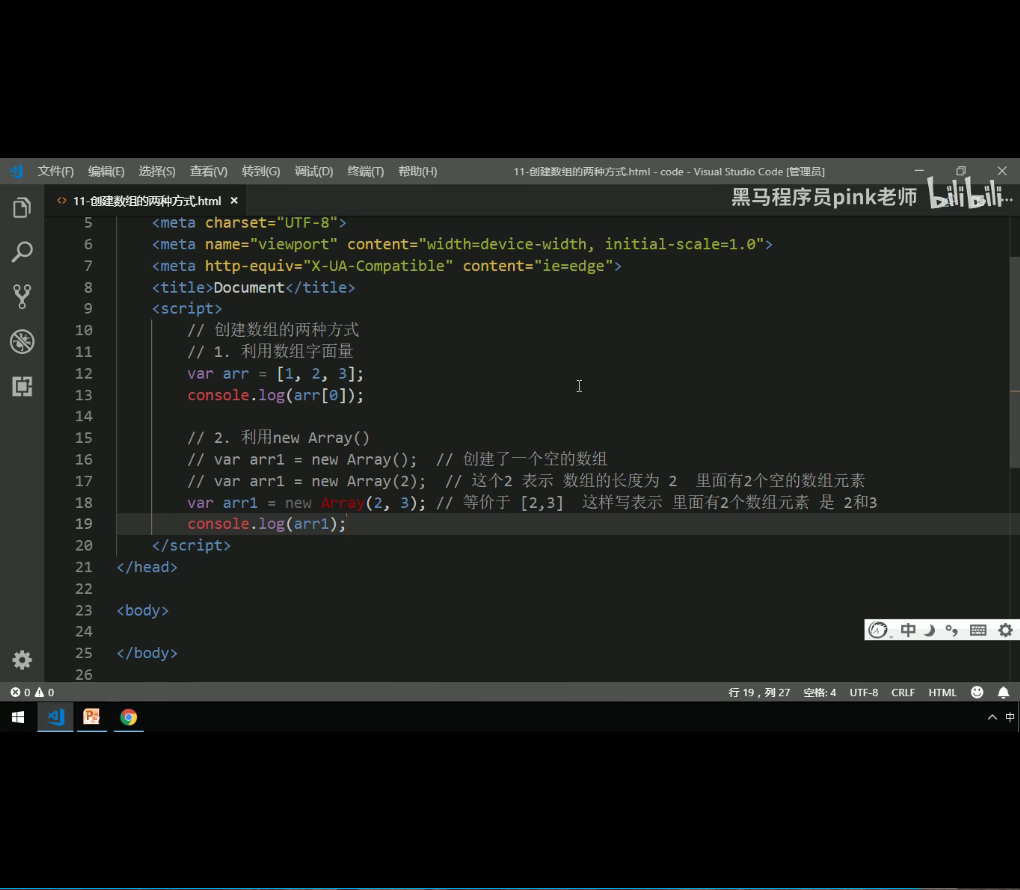 文件(F) 编辑(E) 选择(S) 查看(V) 转到(G) 调试(D) 终端(T) 帮助(H) 11-创建数组的两种方式.html - code - Visual Studio Code [管理员]
<> 11-创建数组的两种方式.html ×
黑马程序员pink老师 bilibili
5 <meta charset="UTF-8">
6 <meta name="viewport" content="width=device-width, initial-scale=1.0">
7 <meta http-equiv="X-UA-Compatible" content="ie=edge">
8 <title>Document</title>
9 <script>
10 // 创建数组的两种方式
11 // 1. 利用数组字面量
12 var arr = [1, 2, 3];
13 console.log(arr[0]);
14
15 // 2. 利用new Array()
16 // var arr1 = new Array(); // 创建了一个空的数组
17 // var arr1 = new Array(2); // 这个2 表示 数组的长度为 2 里面有2个空的数组元素
18 var arr1 = new Array(2, 3); // 等价于 [2,3] 这样写表示 里面有2个数组元素 是 2和3
19 console.log(arr1);
20 </script>
21 </head>
22
23 <body>
24
25 </body>
26
中
0 0 行 19，列 27 空格: 4 UTF-8 CRLF HTML
中